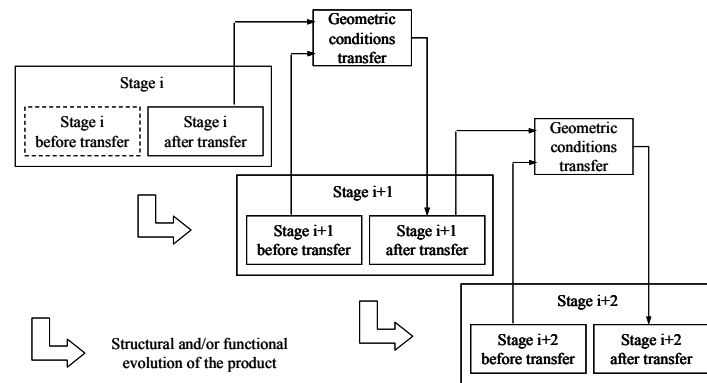 Geometric
conditions
transfer
Stage i
Stage i
before transfer
Stage i
after transfer
Geometric
conditions
transfer
Stage i+1
Stage i+1
before transfer
Stage i+1
after transfer
Stage i+2
Stage i+2
before transfer
Stage i+2
after transfer
Structural and/or functional
evolution of the product